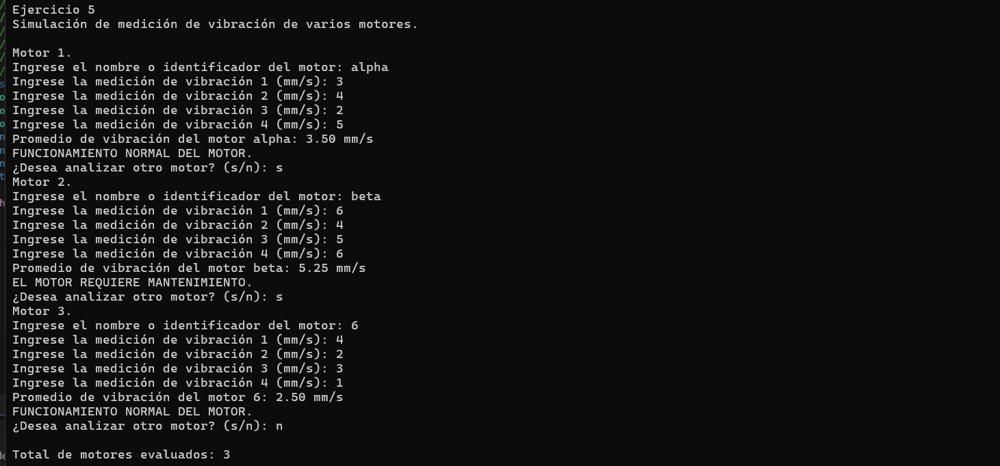 Ejercicio 5
Simulación de medición de vibración de varios motores.
Motor 1.
Ingrese el nombre o identificador del motor: alpha
Ingrese la medición de vibración 1 (mm/s): 3
Ingrese la medición de vibración 2 (mm/s): 4
Ingrese la medición de vibración 3 (mm/s): 2
Ingrese la medición de vibración 4 (mm/s): 5
Promedio de vibración del motor alpha: 3.50 mm/s
FUNCIONAMIENTO NORMAL DEL MOTOR.
¿Desea analizar otro motor? (s/n): s
Motor 2.
Ingrese el nombre o identificador del motor: beta
Ingrese la medición de vibración 1 (mm/s): 6
Ingrese la medición de vibración 2 (mm/s): 4
Ingrese la medición de vibración 3 (mm/s): 5
Ingrese la medición de vibración 4 (mm/s): 6
Promedio de vibración del motor beta: 5.25 mm/s
EL MOTOR REQUIERE MANTENIMIENTO.
¿Desea analizar otro motor? (s/n): s
Motor 3.
Ingrese el nombre o identificador del motor: 6
Ingrese la medición de vibración 1 (mm/s): 4
Ingrese la medición de vibración 2 (mm/s): 2
Ingrese la medición de vibración 3 (mm/s): 3
Ingrese la medición de vibración 4 (mm/s): 1
Promedio de vibración del motor 6: 2.50 mm/s
FUNCIONAMIENTO NORMAL DEL MOTOR.
¿Desea analizar otro motor? (s/n): n
Total de motores evaluados: 3